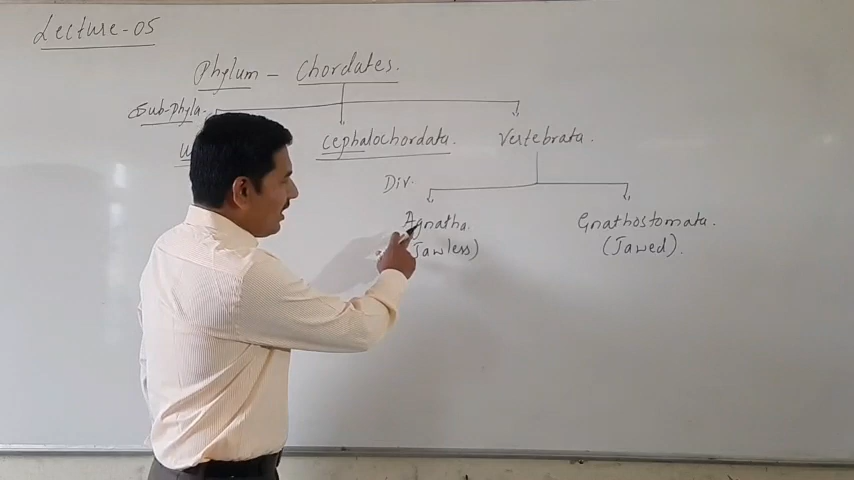 Lecture-05
Phylum - Chordates.
Sub-phyla.
Cephalochordata.
Vertebrata.
Div.
Agnatha.
(Jawless)
Gnathostomata.
(Jawed).